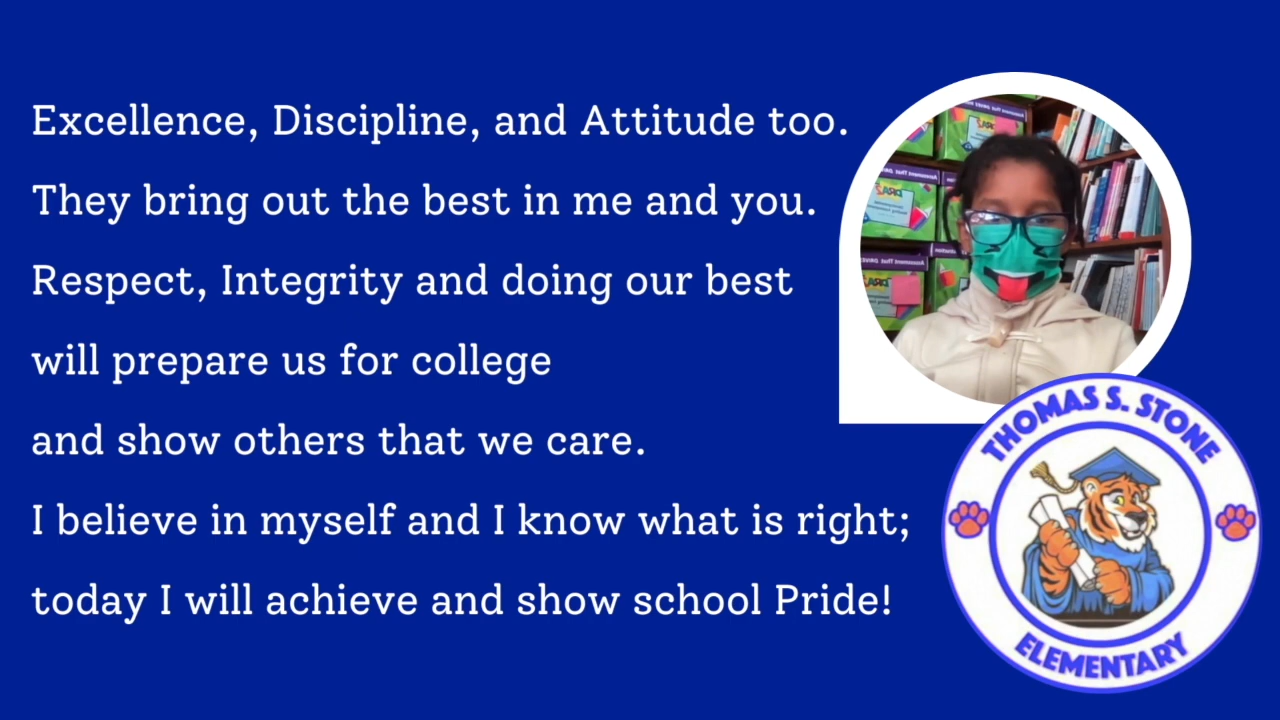 Excellence, Discipline, and Attitude too.
They bring out the best in me and you.
Respect, Integrity and doing our best
will prepare us for college
and show others that we care.
I believe in myself and I know what is right;
today I will achieve and show school Pride!
THOMAS S. STONE
ELEMENTARY